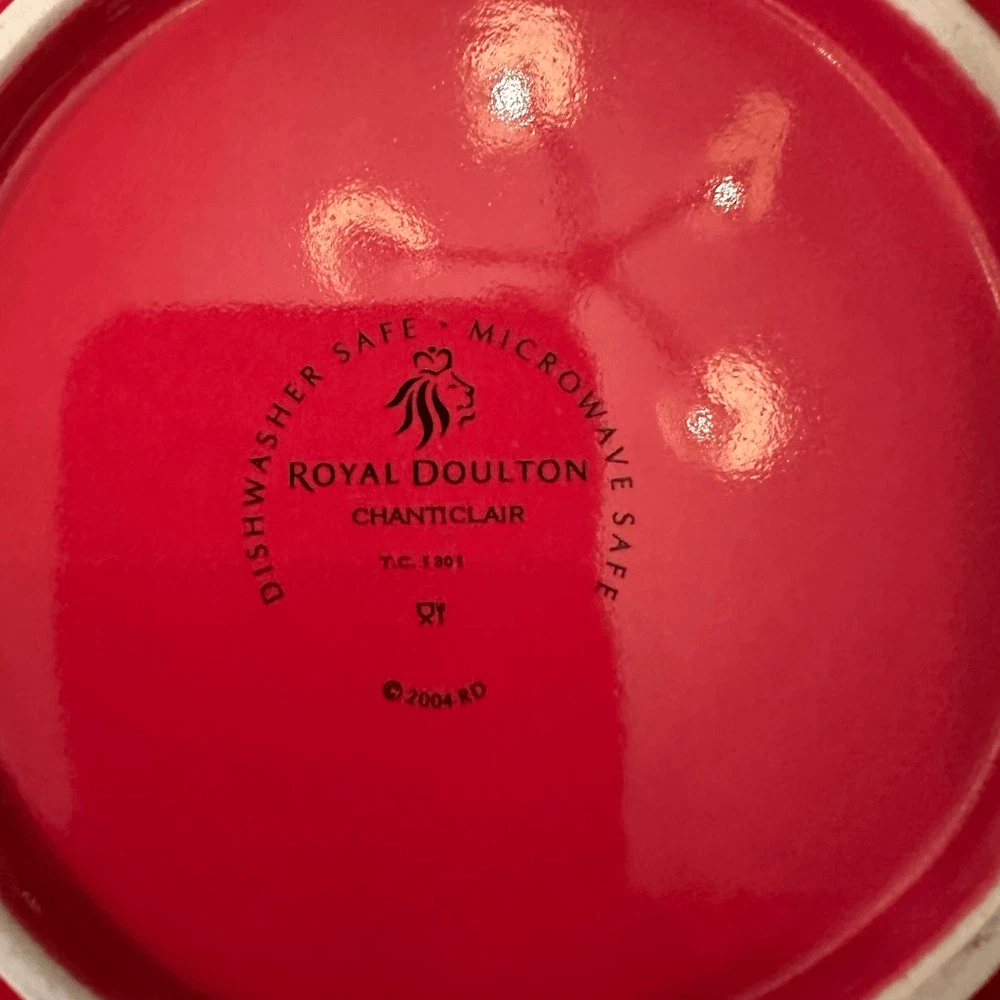 DISHWASHER SAFE · MICROWAVE SAFE
ROYAL DOULTON
CHANTICLAIR
T.C. 1301
© 2004 RD